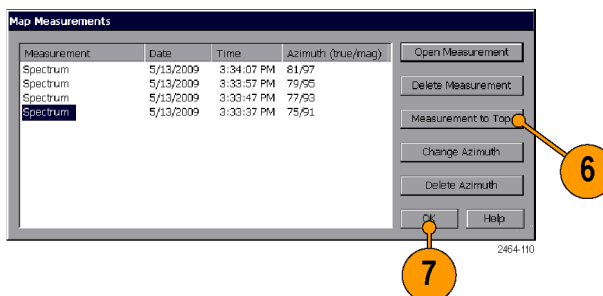 Map Measurements
Measurement Date Time Azimuth (true/mag)
Spectrum 5/13/2009 3:34:07 PM 81/97
Spectrum 5/13/2009 3:33:57 PM 79/95
Spectrum 5/13/2009 3:33:47 PM 77/93
Spectrum 5/13/2009 3:33:37 PM 75/91
Open Measurement
Delete Measurement
Measurement to Top
6
Change Azimuth
Delete Azimuth
OK Help
2464-110
7